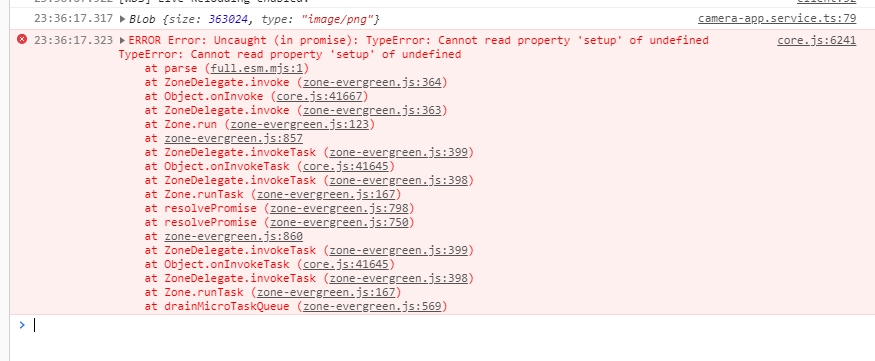 23:36:17.317 ▶ Blob {size: 363024, type: "image/png"} camera-app.service.ts:79
23:36:17.323 ▶ ERROR Error: Uncaught (in promise): TypeError: Cannot read property 'setup' of undefined core.js:6241
TypeError: Cannot read property 'setup' of undefined
at parse (full.esm.mjs:1)
at ZoneDelegate.invoke (zone-evergreen.js:364)
at Object.onInvoke (core.js:41667)
at ZoneDelegate.invoke (zone-evergreen.js:363)
at Zone.run (zone-evergreen.js:123)
at zone-evergreen.js:857
at ZoneDelegate.invokeTask (zone-evergreen.js:399)
at Object.onInvokeTask (core.js:41645)
at ZoneDelegate.invokeTask (zone-evergreen.js:398)
at Zone.runTask (zone-evergreen.js:167)
at resolvePromise (zone-evergreen.js:798)
at resolvePromise (zone-evergreen.js:750)
at zone-evergreen.js:860
at ZoneDelegate.invokeTask (zone-evergreen.js:399)
at Object.onInvokeTask (core.js:41645)
at ZoneDelegate.invokeTask (zone-evergreen.js:398)
at Zone.runTask (zone-evergreen.js:167)
at drainMicroTaskQueue (zone-evergreen.js:569)
>